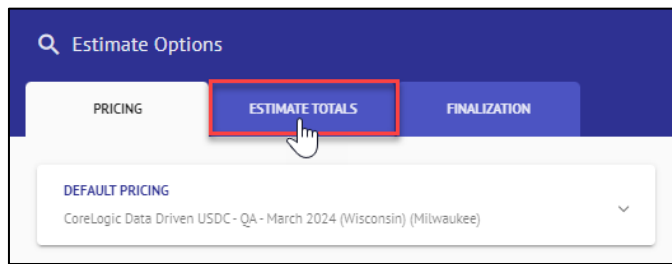 Estimate Options
PRICING ESTIMATE TOTALS FINALIZATION
DEFAULT PRICING
CoreLogic Data Driven USDC - QA - March 2024 (Wisconsin) (Milwaukee)